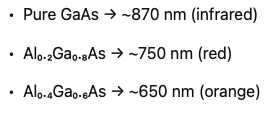 • Pure GaAs → ~870 nm (infrared)
• Al₀.₂Ga₀.₈As → ~750 nm (red)
• Al₀.₄Ga₀.₆As → ~650 nm (orange)